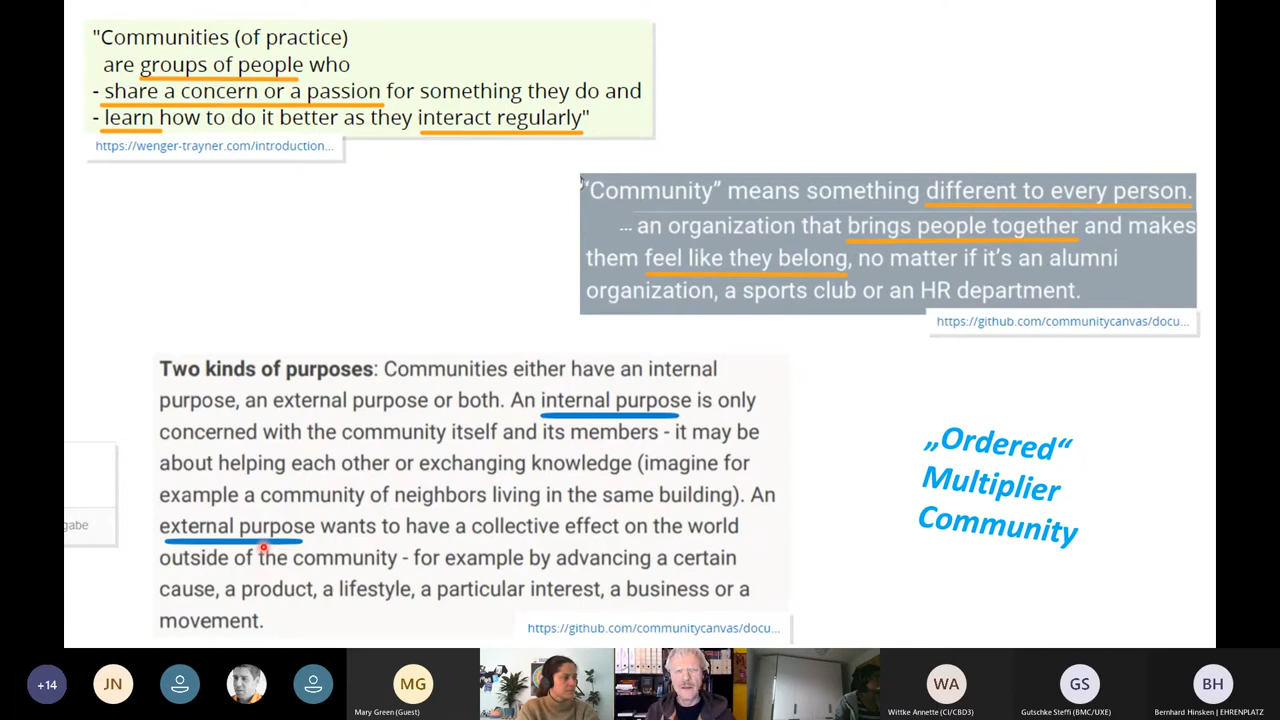 "Communities (of practice)
are groups of people who
- share a concern or a passion for something they do and
- learn how to do it better as they interact regularly"
https://wenger-trayner.com/introduction...
“Community” means something different to every person.
... an organization that brings people together and makes
them feel like they belong, no matter if it’s an alumni
organization, a sports club or an HR department.
https://github.com/communitycanvas/docu...
Two kinds of purposes: Communities either have an internal
purpose, an external purpose or both. An internal purpose is only
concerned with the community itself and its members - it may be
about helping each other or exchanging knowledge (imagine for
example a community of neighbors living in the same building). An
external purpose wants to have a collective effect on the world
outside of the community - for example by advancing a certain
cause, a product, a lifestyle, a particular interest, a business or a
movement.
https://github.com/communitycanvas/docu...
„Ordered“
Multiplier
Community
gabe
+14
JN
MG
Mary Green (Guest)
WA
Wittke Annette (CI/CBD3)
GS
Gutschke Steffi (BMC/UXE)
BH
Bernhard Hinsken | EHRENPLATZ